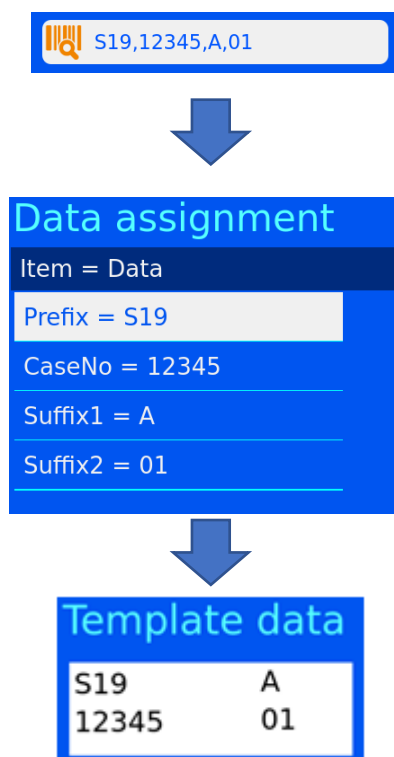 S19,12345,A,01
Data assignment
Item = Data
Prefix = S19
CaseNo = 12345
Suffix1 = A
Suffix2 = 01
Template data
S19 A
12345 01